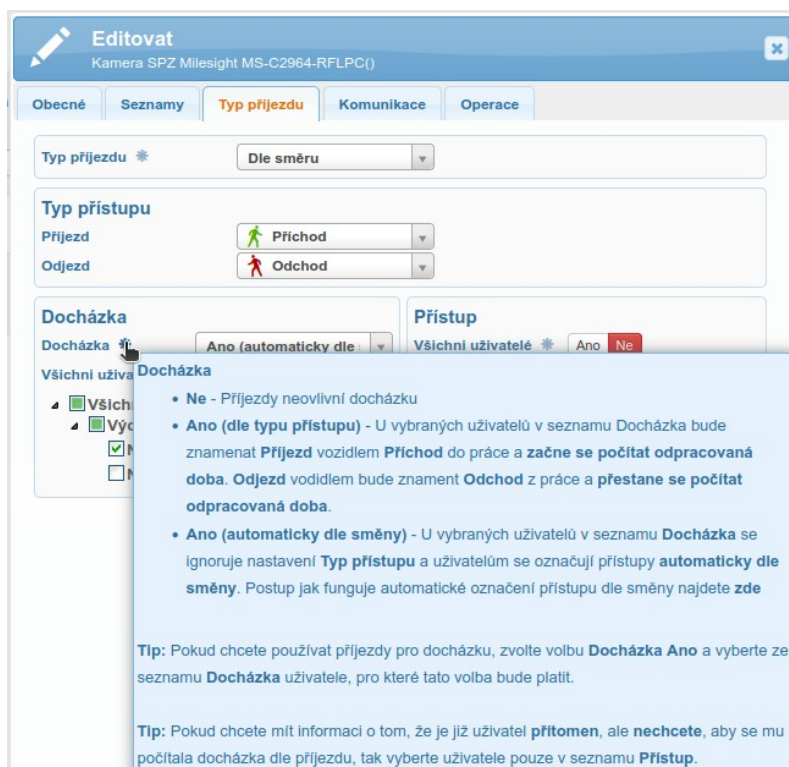 Editovat
Kamera SPZ Milesight MS-C2964-RFLPC()
Obecné Seznamy Typ příjezdu Komunikace Operace
Typ příjezdu Dle směru
Typ přístupu
Příjezd Příchod
Odjezd Odchod
Docházka Přístup
Docházka Ano (automaticky dle Všichni uživatelé Ano Ne
Všichni
Docházka
• Ne - Příjezdy neovlivní docházku
• Ano (dle typu přístupu) - U vybraných uživatelů v seznamu Docházka bude
znamenat Příjezd vozidlem Příchod do práce a začne se počítat odpracovaná
doba. Odjezd vodidlem bude znament Odchod z práce a přestane se počítat
odpracovaná doba.
• Ano (automaticky dle směny) - U vybraných uživatelů v seznamu Docházka se
ignoruje nastavení Typ přístupu a uživatelům se označují přístupy automaticky dle
směny. Postup jak funguje automatické označení přístupu dle směny najdete zde
Tip: Pokud chcete používat příjezdy pro docházku, zvolte volbu Docházka Ano a vyberte ze
seznamu Docházka uživatele, pro které tato volba bude platit.
Tip: Pokud chcete mít informaci o tom, že je již uživatel přítomen, ale nechcete, aby se mu
počítala docházka dle příjezdu, tak vyberte uživatele pouze v seznamu Přístup.